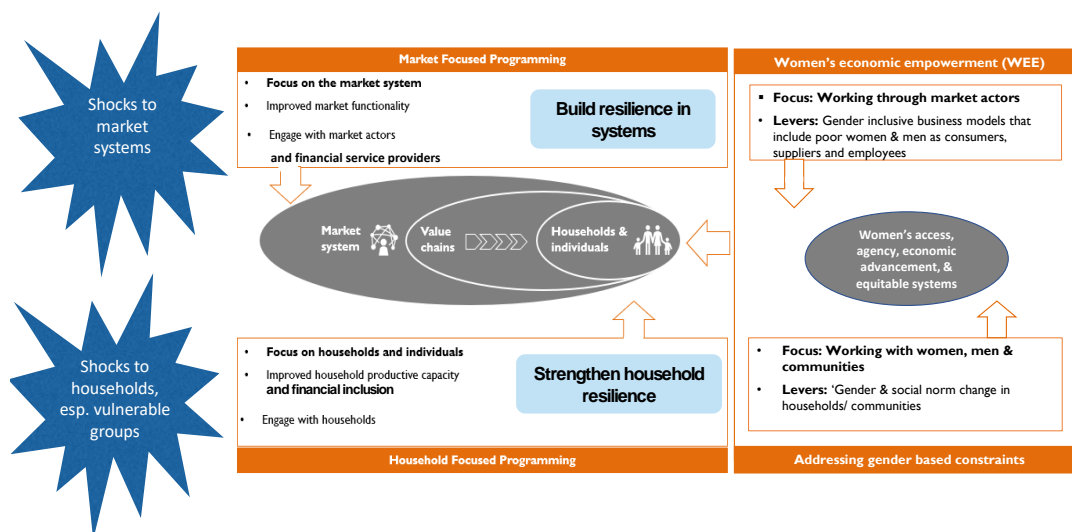 Shocks to
market
systems
Market Focused Programming
• Focus on the market system
• Improved market functionality
• Engage with market actors
and financial service providers
Build resilience in
systems
Women's economic empowerment (WEE)
▪ Focus: Working through market actors
• Levers: Gender inclusive business models that
include poor women & men as consumers,
suppliers and employees
Market
system
Value
chains
Households &
individuals
Women's access,
agency, economic
advancement, &
equitable systems
Shocks to
households,
esp. vulnerable
groups
• Focus on households and individuals
• Improved household productive capacity
and financial inclusion
• Engage with households
Strengthen household
resilience
Household Focused Programming
• Focus: Working with women, men &
communities
• Levers: 'Gender & social norm change in
households/ communities
Addressing gender based constraints